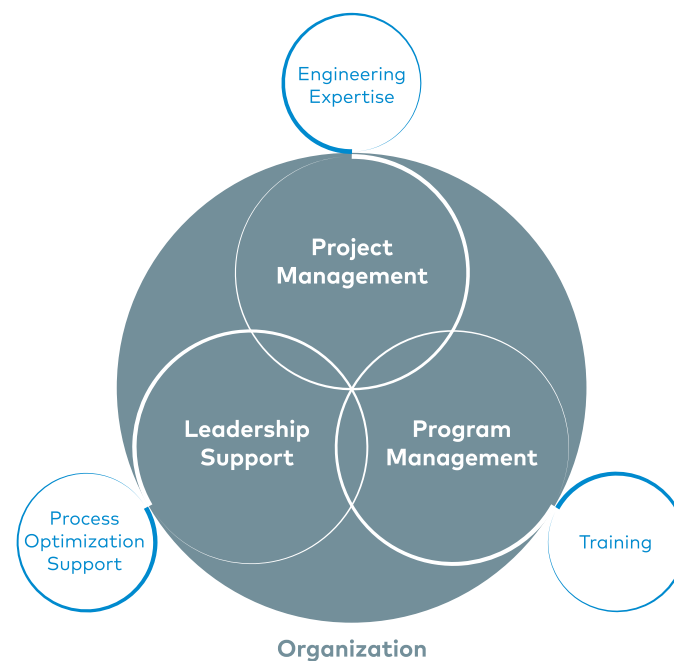 Engineering
Expertise
Project
Management
Leadership
Support
Program
Management
Process
Optimization
Support
Training
Organization